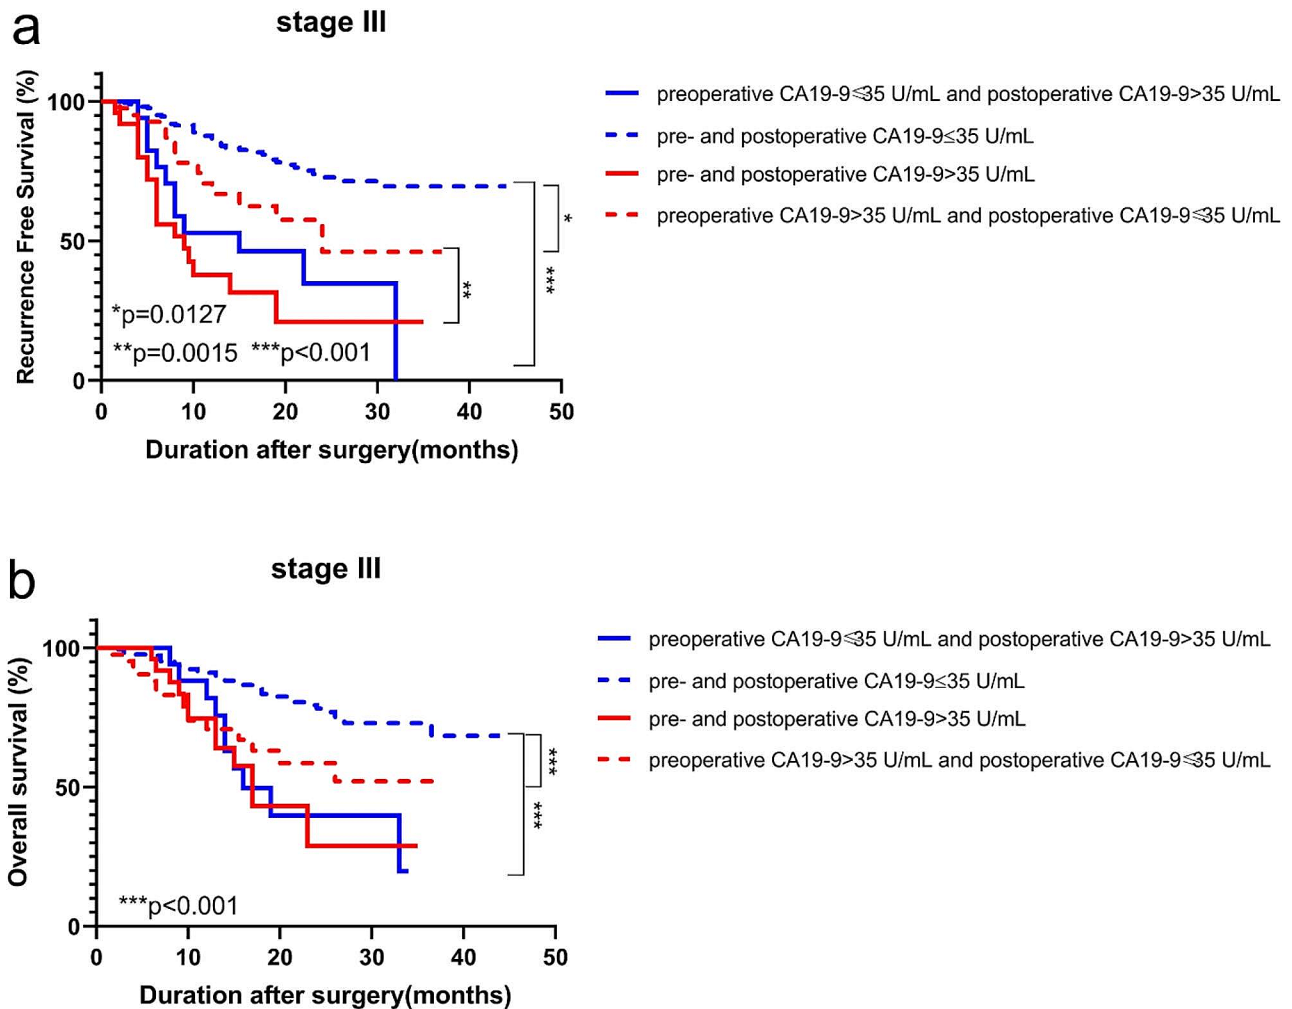 a
stage III
Recurrence Free Survival (%)
100
50
0
0 10 20 30 40 50
Duration after surgery(months)
*p=0.0127
**p=0.0015 ***p<0.001
*
**
***
preoperative CA19-9≤35 U/mL and postoperative CA19-9>35 U/mL
pre- and postoperative CA19-9≤35 U/mL
pre- and postoperative CA19-9>35 U/mL
preoperative CA19-9>35 U/mL and postoperative CA19-9≤35 U/mL
b
stage III
Overall survival (%)
100
50
0
0 10 20 30 40 50
Duration after surgery(months)
***p<0.001
***
***
preoperative CA19-9≤35 U/mL and postoperative CA19-9>35 U/mL
pre- and postoperative CA19-9≤35 U/mL
pre- and postoperative CA19-9>35 U/mL
preoperative CA19-9>35 U/mL and postoperative CA19-9≤35 U/mL